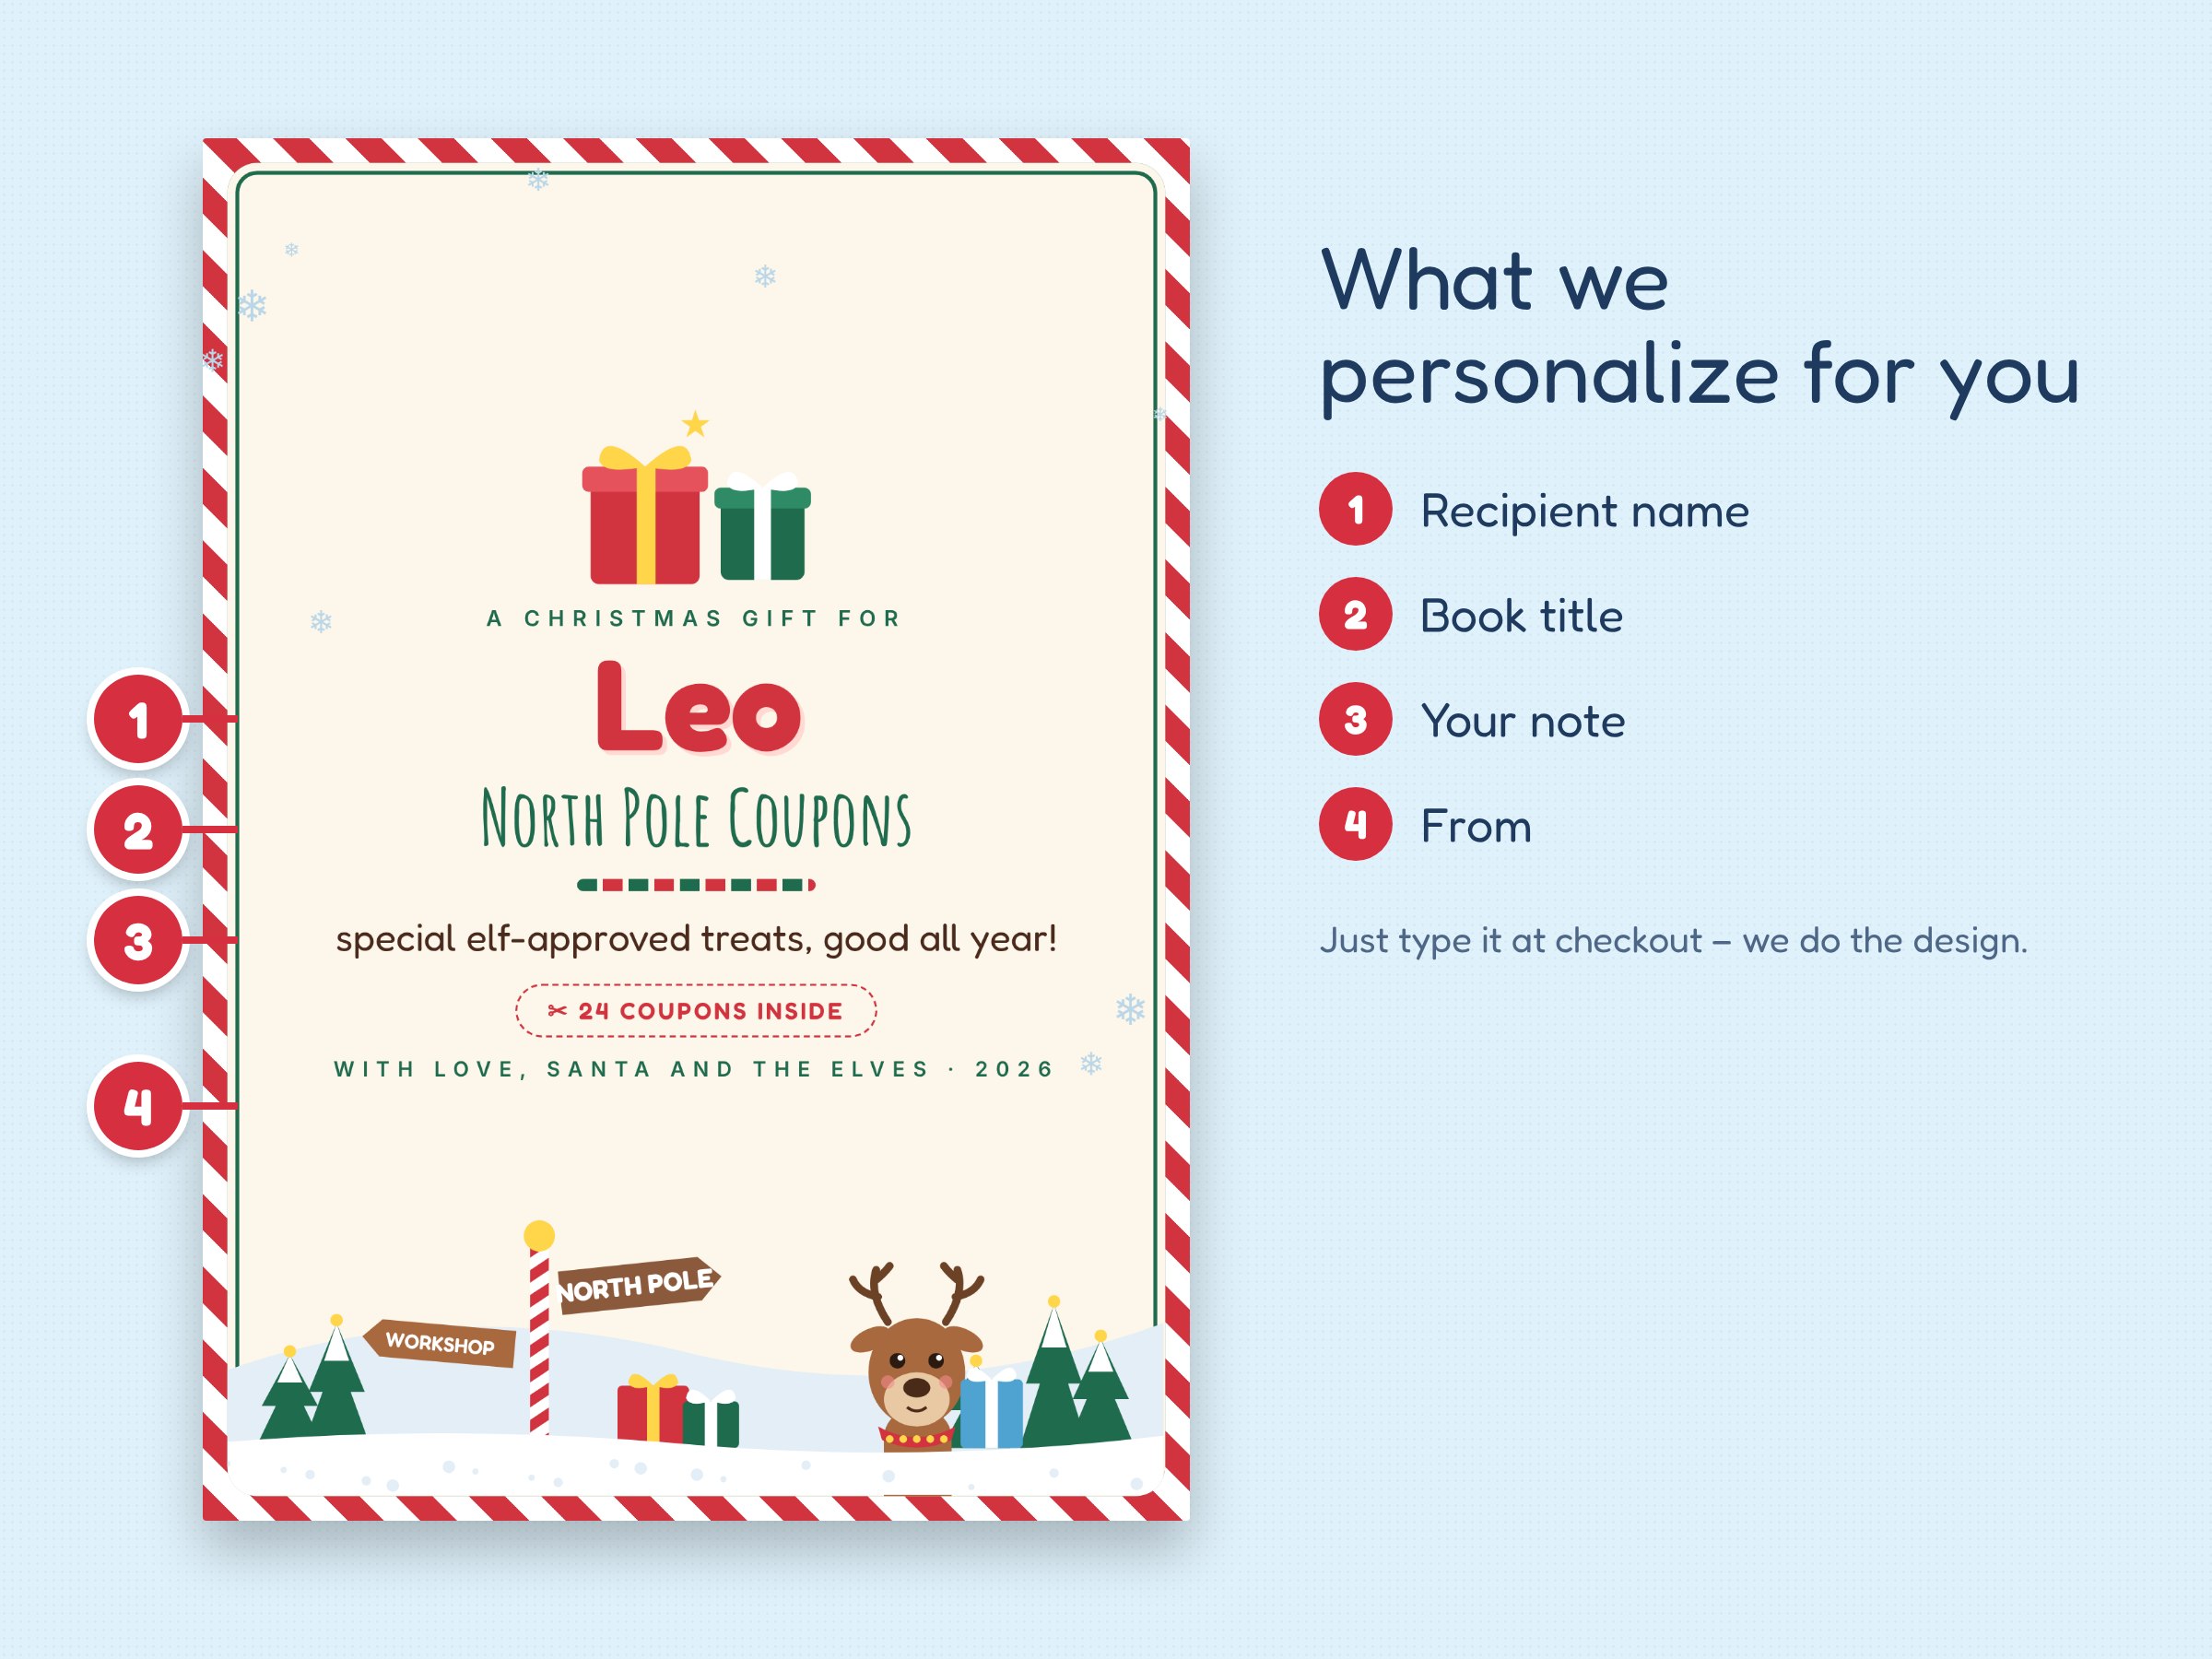 A CHRISTMAS GIFT FOR
1 Leo
2 NORTH POLE COUPONS
3 special elf-approved treats, good all year!
✂ 24 COUPONS INSIDE
4 WITH LOVE, SANTA AND THE ELVES · 2026
NORTH POLE
WORKSHOP
What we
personalize for you
1 Recipient name
2 Book title
3 Your note
4 From
Just type it at checkout – we do the design.